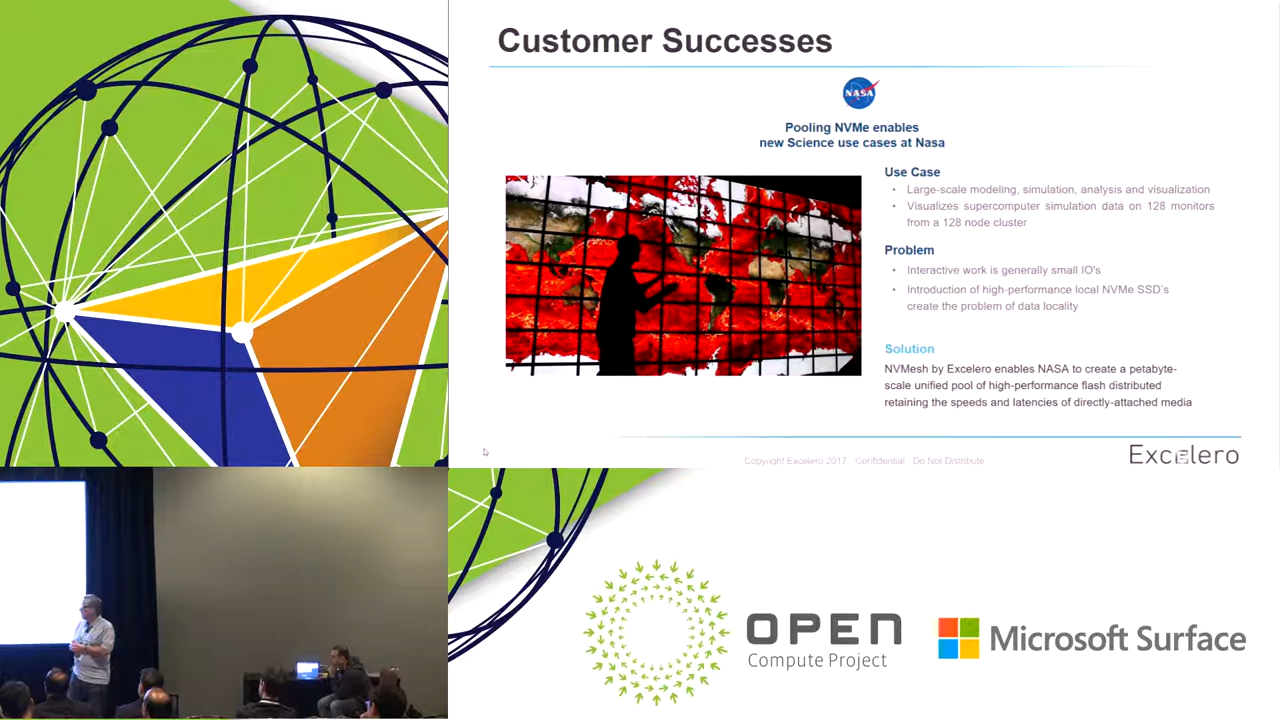 Customer Successes
NASA
Pooling NVMe enables
new Science use cases at Nasa
Use Case
• Large-scale modeling, simulation, analysis and visualization
• Visualizes supercomputer simulation data on 128 monitors
from a 128 node cluster
Problem
• Interactive work is generally small IO's
• Introduction of high-performance local NVMe SSD's
create the problem of data locality
Solution
NVMesh by Excelero enables NASA to create a petabyte-
scale unified pool of high-performance flash distributed
retaining the speeds and latencies of directly-attached media
Copyright Excelero 2017 Confidential Do Not Distribute
Excelero
OPEN
Compute Project
Microsoft Surface